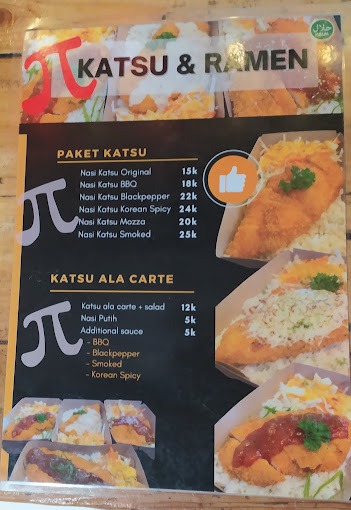 π KATSU & RAMEN
PAKET KATSU
Nasi Katsu Original 15k
Nasi Katsu BBQ 18k
Nasi Katsu Blackpepper 22k
Nasi Katsu Korean Spicy 24k
Nasi Katsu Mozza 20k
Nasi Katsu Smoked 25k
π
KATSU ALA CARTE
Katsu ala carte + salad 12k
Nasi Putih 5k
Additional sauce 5k
- BBQ
- Blackpepper
- Smoked
- Korean Spicy
π